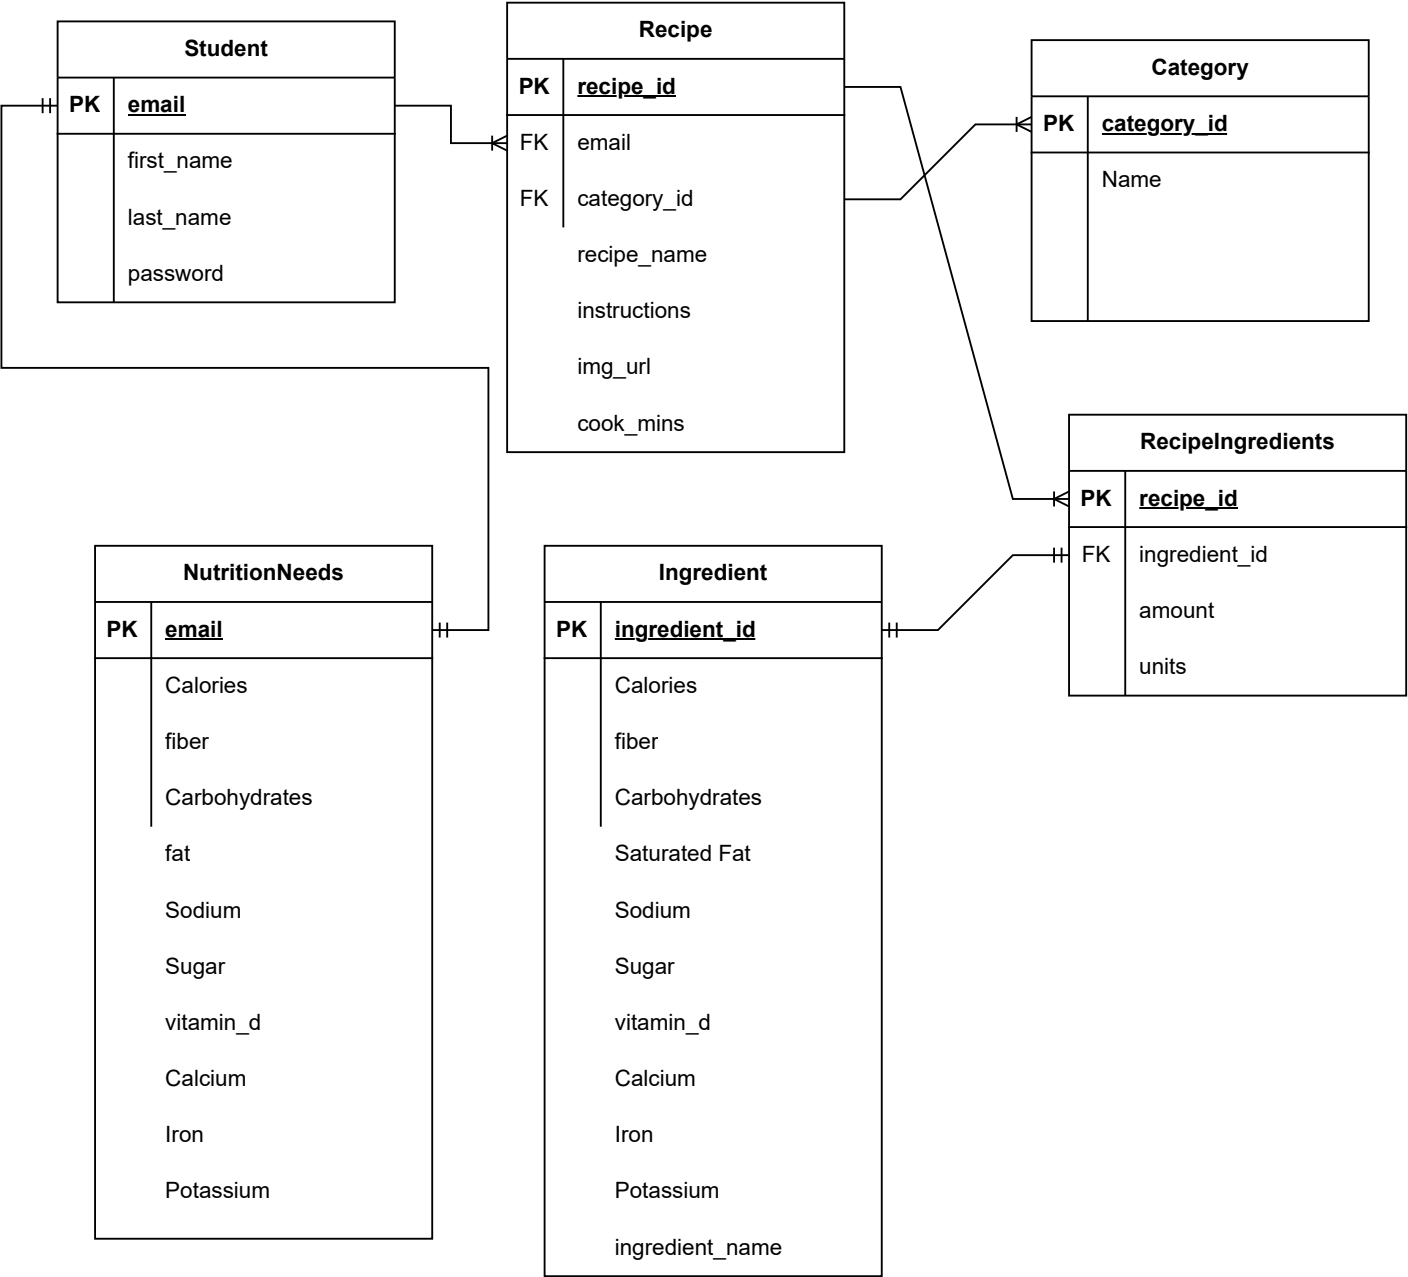 Student
PK email
first_name
last_name
password
Recipe
PK recipe_id
FK email
FK category_id
recipe_name
instructions
img_url
cook_mins
Category
PK category_id
Name
RecipeIngredients
PK recipe_id
FK ingredient_id
amount
units
NutritionNeeds
PK email
Calories
fiber
Carbohydrates
fat
Sodium
Sugar
vitamin_d
Calcium
Iron
Potassium
Ingredient
PK ingredient_id
Calories
fiber
Carbohydrates
Saturated Fat
Sodium
Sugar
vitamin_d
Calcium
Iron
Potassium
ingredient_name